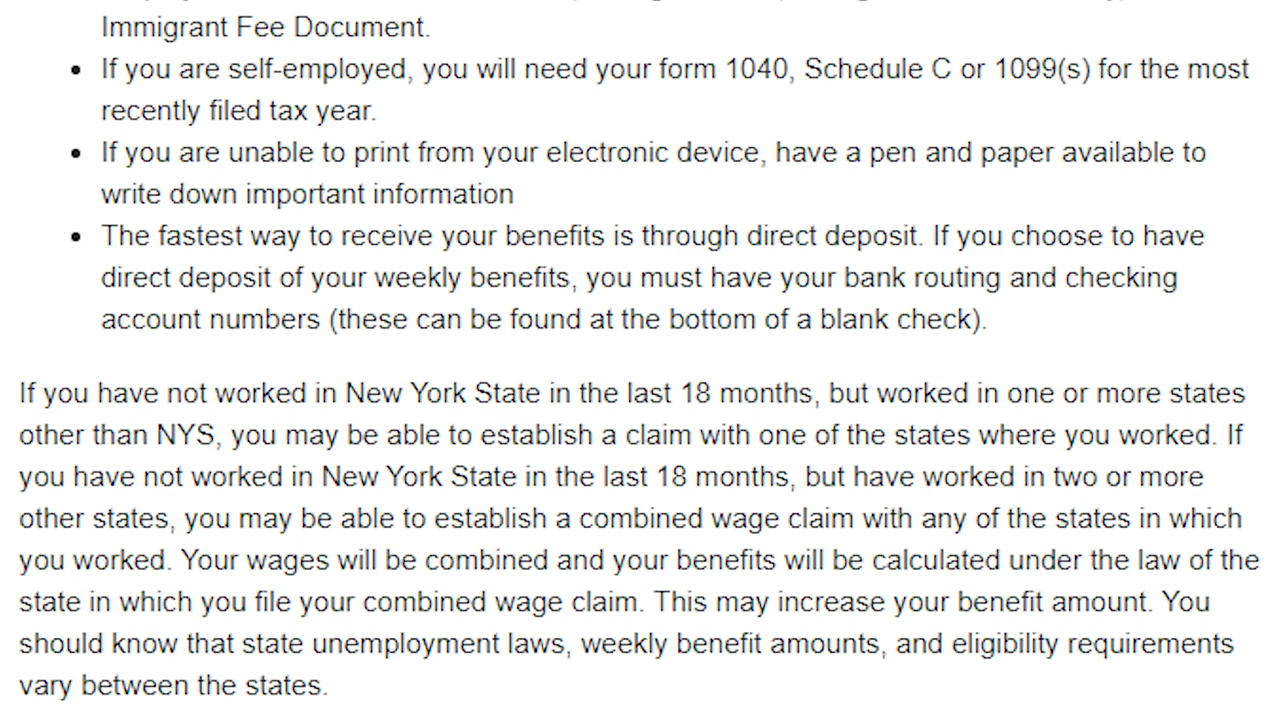 Immigrant Fee Document.
• If you are self-employed, you will need your form 1040, Schedule C or 1099(s) for the most
recently filed tax year.
• If you are unable to print from your electronic device, have a pen and paper available to
write down important information
• The fastest way to receive your benefits is through direct deposit. If you choose to have
direct deposit of your weekly benefits, you must have your bank routing and checking
account numbers (these can be found at the bottom of a blank check).
If you have not worked in New York State in the last 18 months, but worked in one or more states
other than NYS, you may be able to establish a claim with one of the states where you worked. If
you have not worked in New York State in the last 18 months, but have worked in two or more
other states, you may be able to establish a combined wage claim with any of the states in which
you worked. Your wages will be combined and your benefits will be calculated under the law of the
state in which you file your combined wage claim. This may increase your benefit amount. You
should know that state unemployment laws, weekly benefit amounts, and eligibility requirements
vary between the states.